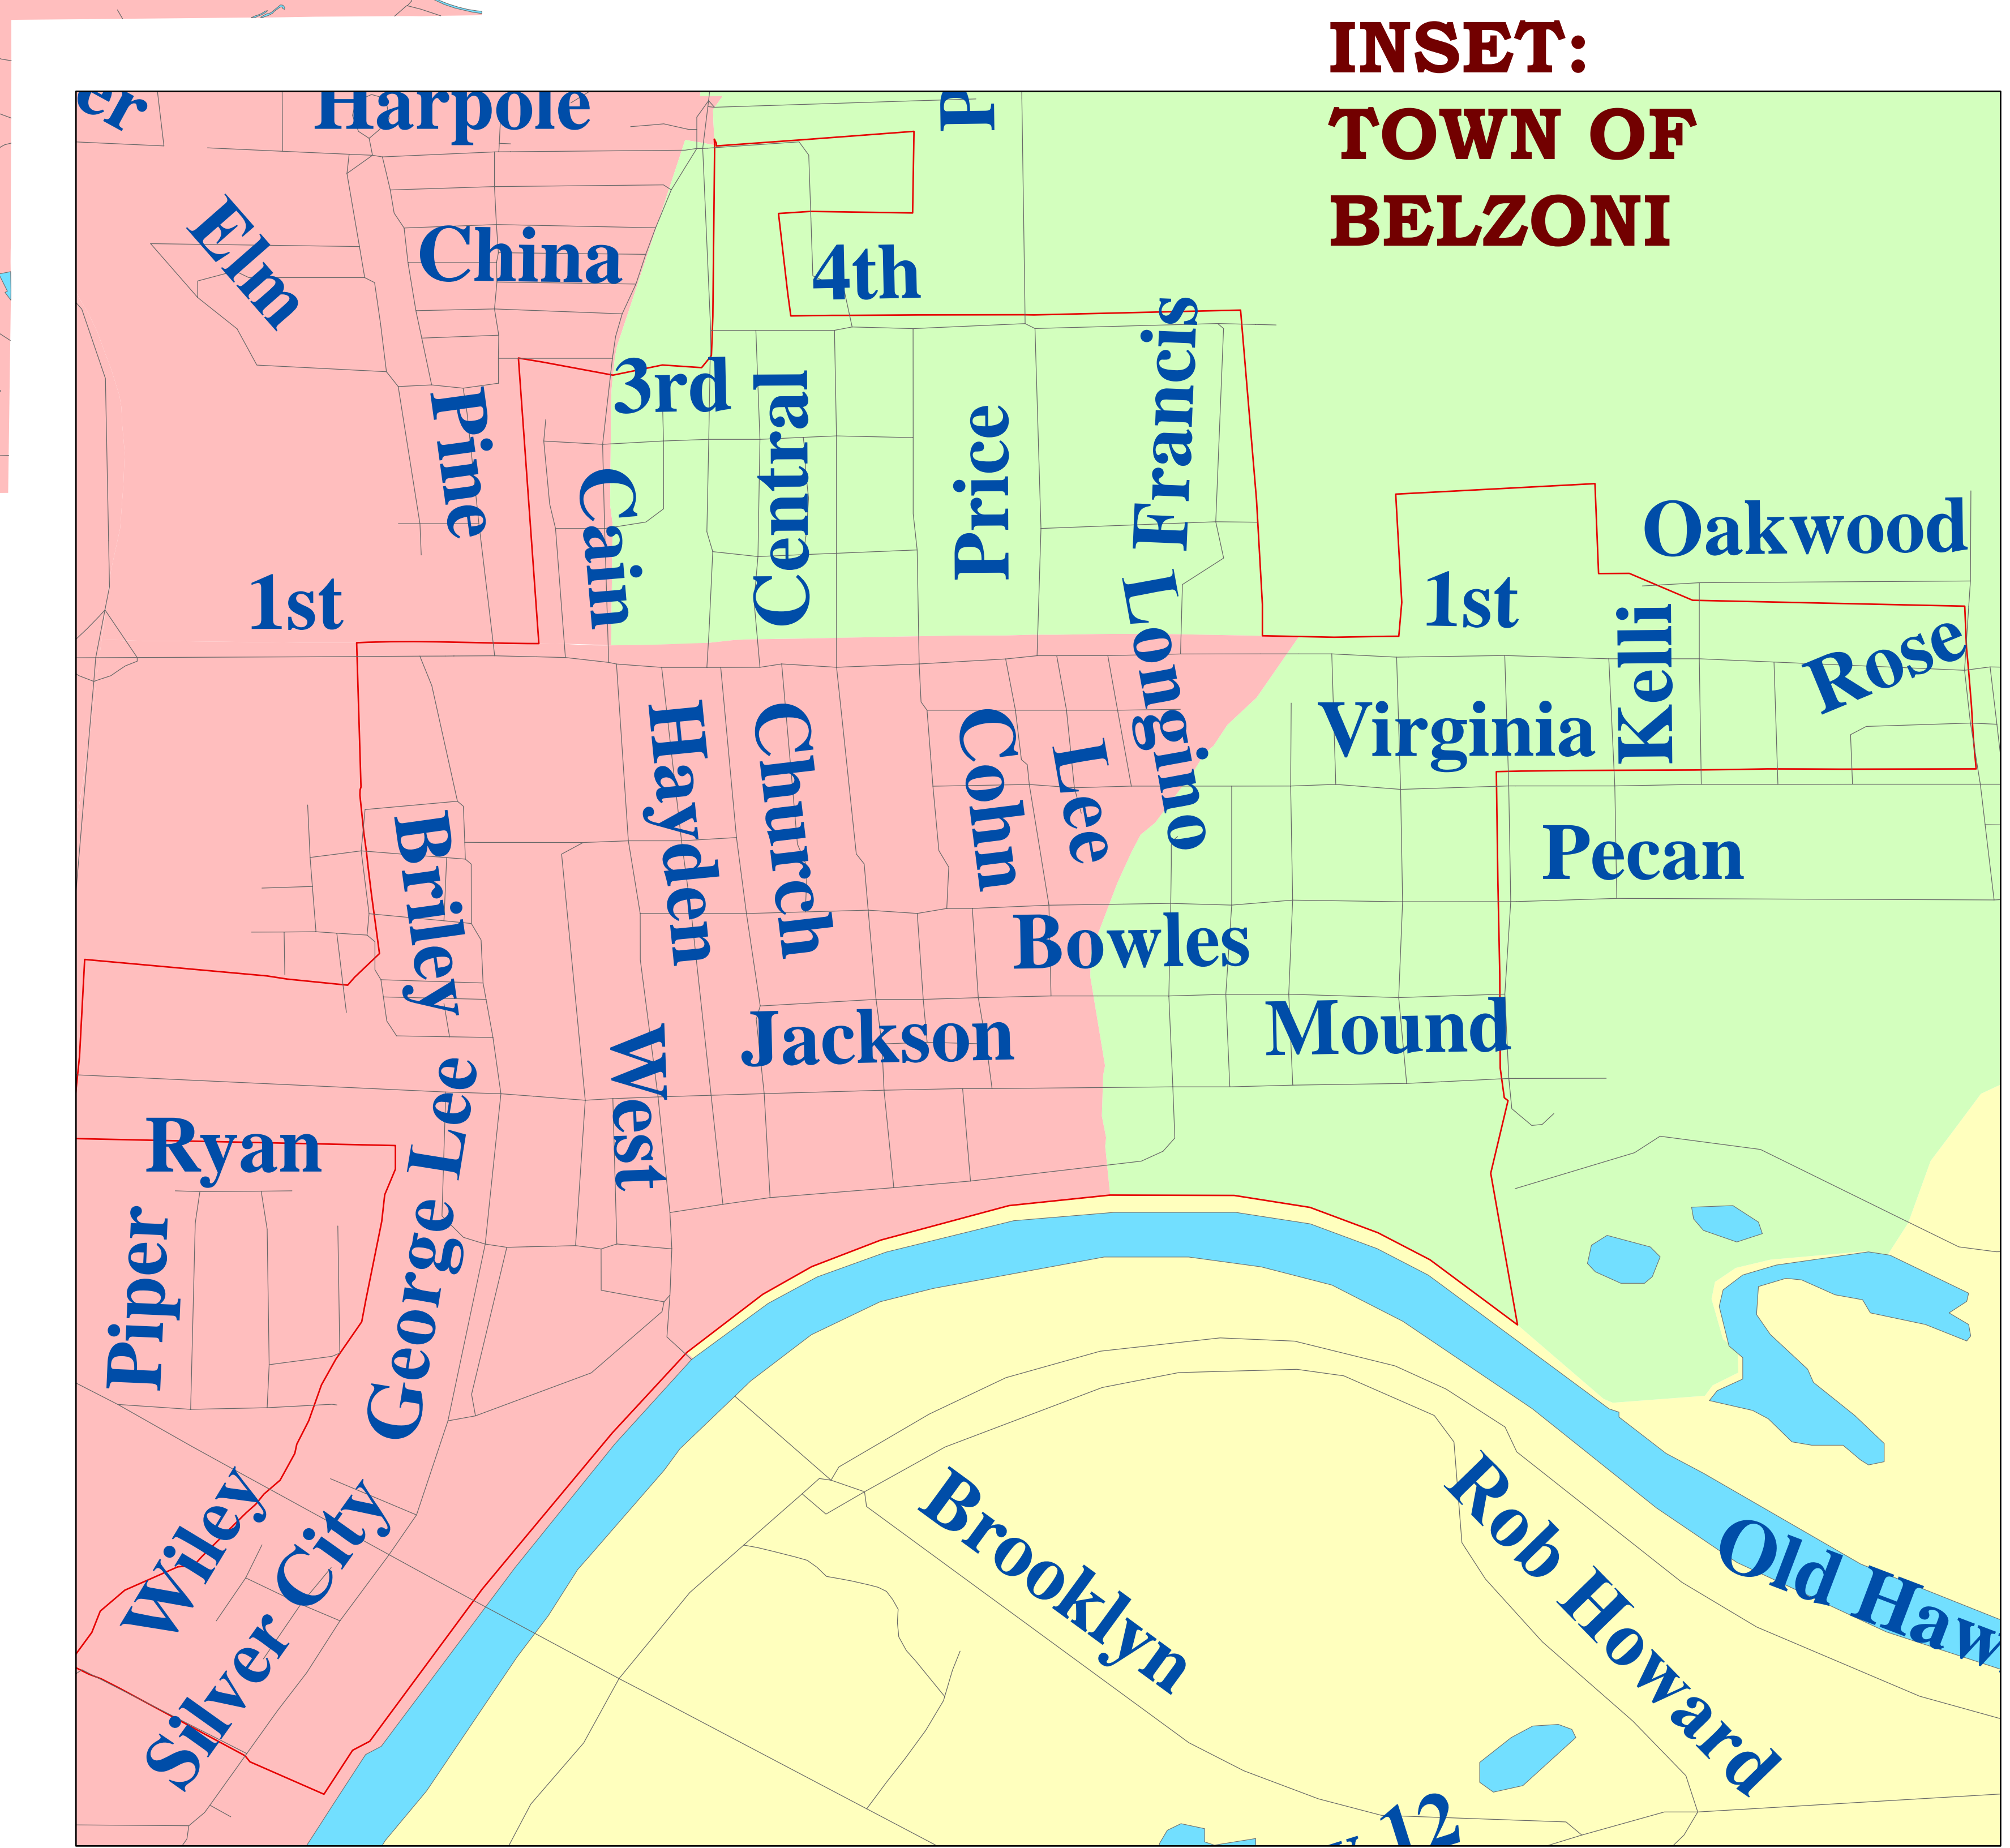 INSET:
TOWN OF
BELZONI
er
Harpole
P
Elm
China
4th
3rd
Francis
Pine
Central
Price
Cain
Oakwood
1st
1st
Longino
Kelli
Rose
Hayden
Church
Cohn
Lee
Virginia
Briley
Pecan
Bowles
Jackson
Mound
West
George Lee
Ryan
Piper
Wiley
Silver City
Brooklyn
Rob Howard
Old Haw
12